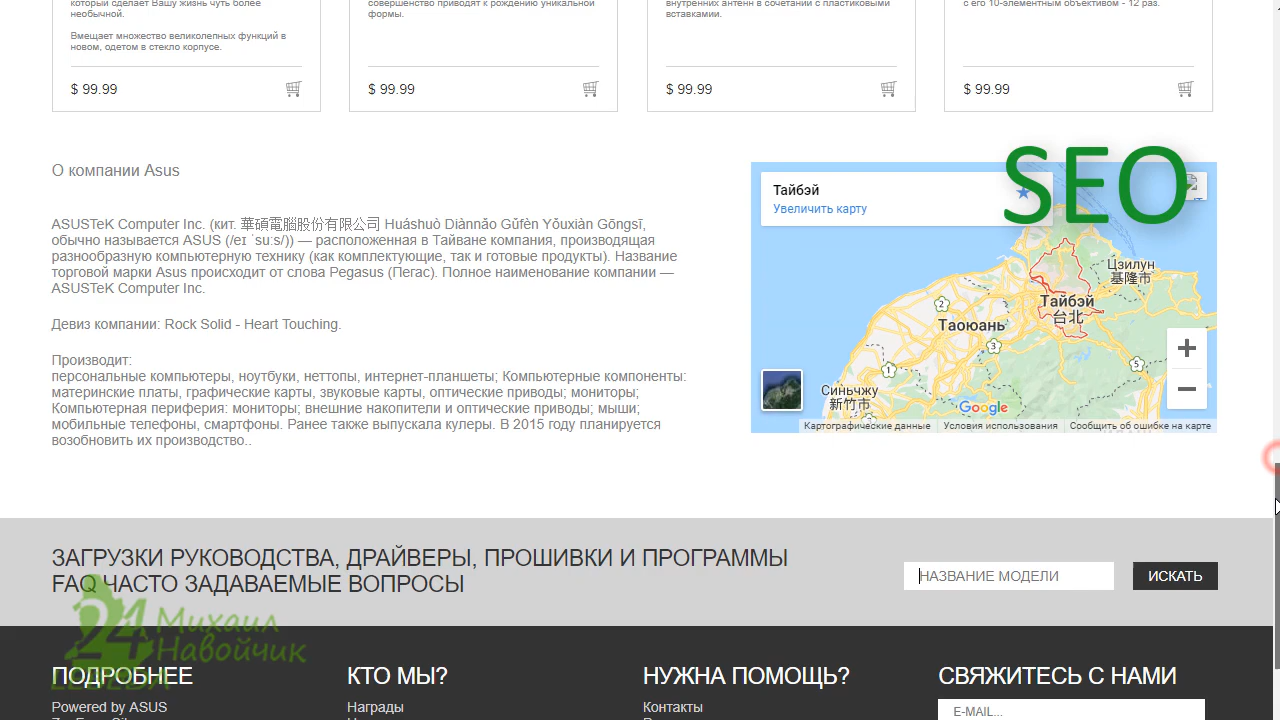 который сделает Вашу жизнь чуть более
необычной.
Вмещает множество великолепных функций в
новом, одетом в стекло корпусе.
$ 99.99
совершенство приводят к рождению уникальной
формы.
$ 99.99
внутренних антенн в сочетании с пластиковыми
вставками.
$ 99.99
с его 10-элементным объективом - 12 раз.
$ 99.99
О компании Asus
ASUSTeK Computer Inc. (кит. 華碩電腦股份有限公司 Huáshuò Diànnǎo Gǔfèn Yǒuxiàn Gōngsī,
обычно называется ASUS (/eɪ ˈsuːs/)) — расположенная в Тайване компания, производящая
разнообразную компьютерную технику (как комплектующие, так и готовые продукты). Название
торговой марки Asus происходит от слова Pegasus (Пегас). Полное наименование компании —
ASUSTeK Computer Inc.
Девиз компании: Rock Solid - Heart Touching.
Производит:
персональные компьютеры, ноутбуки, неттопы, интернет-планшеты; Компьютерные компоненты:
материнские платы, графические карты, звуковые карты, оптические приводы; мониторы;
Компьютерная периферия: мониторы; внешние накопители и оптические приводы; мыши;
мобильные телефоны, смартфоны. Ранее также выпускала кулеры. В 2015 году планируется
возобновить их производство..
SEO
Тайбэй
Увеличить карту
Цзилун
基隆市
Тайбэй
台北
2
Таоюань
3
1
5
Синьчжу
新竹市
Google
Картографические данные
Условия использования
Сообщить об ошибке на карте
ЗАГРУЗКИ РУКОВОДСТВА, ДРАЙВЕРЫ, ПРОШИВКИ И ПРОГРАММЫ
FAQ ЧАСТО ЗАДАВАЕМЫЕ ВОПРОСЫ
НАЗВАНИЕ МОДЕЛИ
ИСКАТЬ
24 Михаил
Навойчик
LEBEDA
ПОДРОБНЕЕ
Powered by ASUS
КТО МЫ?
Награды
НУЖНА ПОМОЩЬ?
Контакты
СВЯЖИТЕСЬ С НАМИ
E-MAIL...